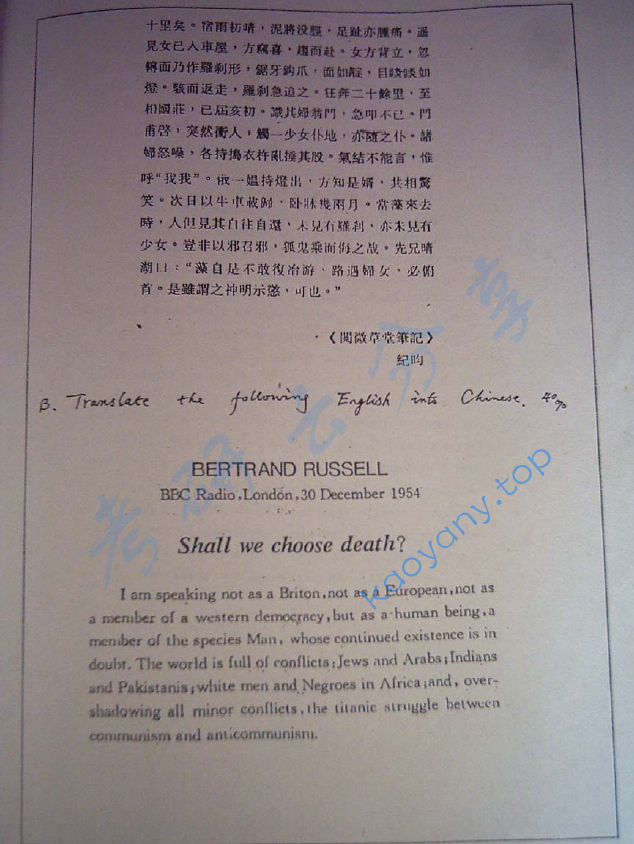 十里矣。宿雨初晴，泥將没脛，足趾亦腫痛。遥
見女已入車屋，方竊喜，趨而赴。女方背立，忽
轉面乃作羅刹形，鋸牙鈎爪，面如靛，目睒睒如
燈。駭而返走，羅刹急追之。狂奔二十餘里，至
相國莊，已屆亥初。識其婦翁門，急叩不已。門
甫啓，突然衝人，觸一少女仆地，亦隨之仆。諸
婦怒噪，各持搗衣杵亂捶其股。氣結不能言，惟
呼“我我”。俄一媪持燈出，方知是婿，共相驚
笑。次日以牛車載歸，卧牀幾兩月。當藻來去
時，人但見其自往自還，未見有羅刹，亦未見有
少女。豈非以邪召邪，狐鬼乘而侮之哉。先兄晴
湖曰：“藻自是不敢復冶游，路遇婦女，必俯
首。是雖謂之神明示懲，可也。”
《閲微草堂筆記》
紀昀
B. Translate the following English into Chinese. 40%
BERTRAND RUSSELL
BBC Radio, London, 30 December 1954
Shall we choose death?
I am speaking not as a Briton, not as a European, not as
a member of a western democracy, but as a human being, a
member of the species Man, whose continued existence is in
doubt. The world is full of conflicts; Jews and Arabs; Indians
and Pakistanis; white men and Negroes in Africa; and, over-
shadowing all minor conflicts, the titanic struggle between
communism and anticommunism.
考研云分享
kaoyany.top